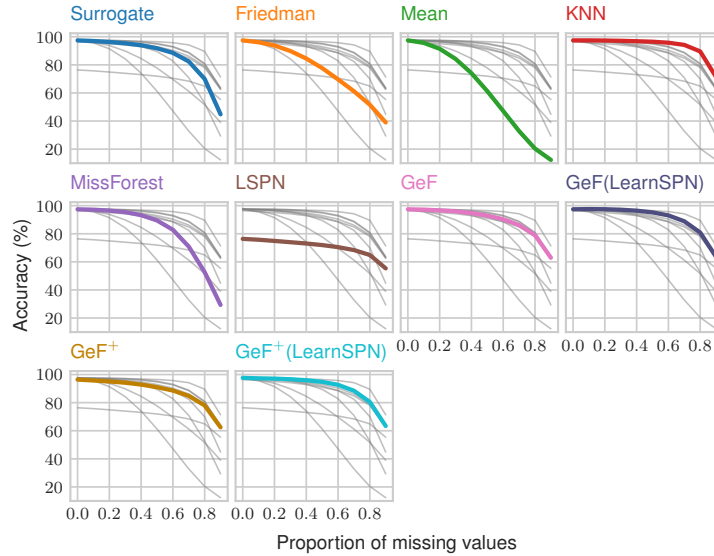 Surrogate Friedman Mean KNN
100
80
60
40
20
MissForest LSPN GeF GeF(LearnSPN)
100
80
60
40
20
0.0 0.2 0.4 0.6 0.8 0.0 0.2 0.4 0.6 0.8
GeF+ GeF+(LearnSPN)
100
80
60
40
20
0.0 0.2 0.4 0.6 0.8 0.0 0.2 0.4 0.6 0.8
Accuracy (%)
Proportion of missing values